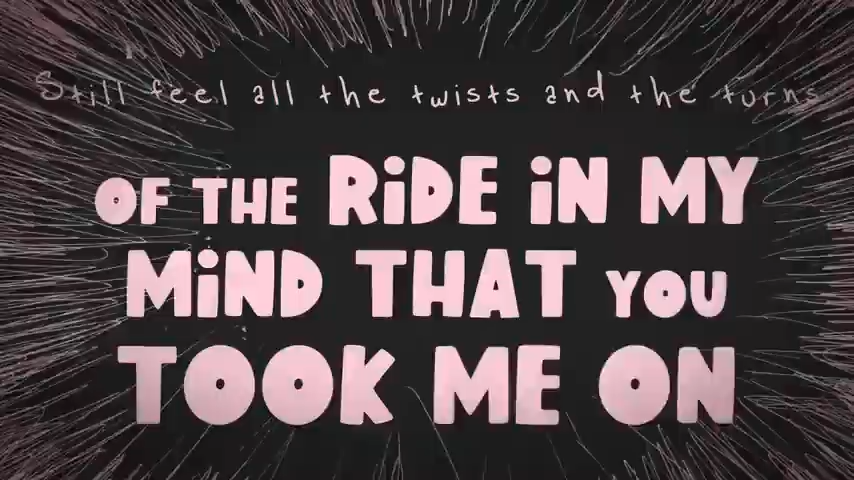 Still feel all the twists and the turns
OF THE RiDE iN MY
MiND THAT YOU
TOOK ME ON